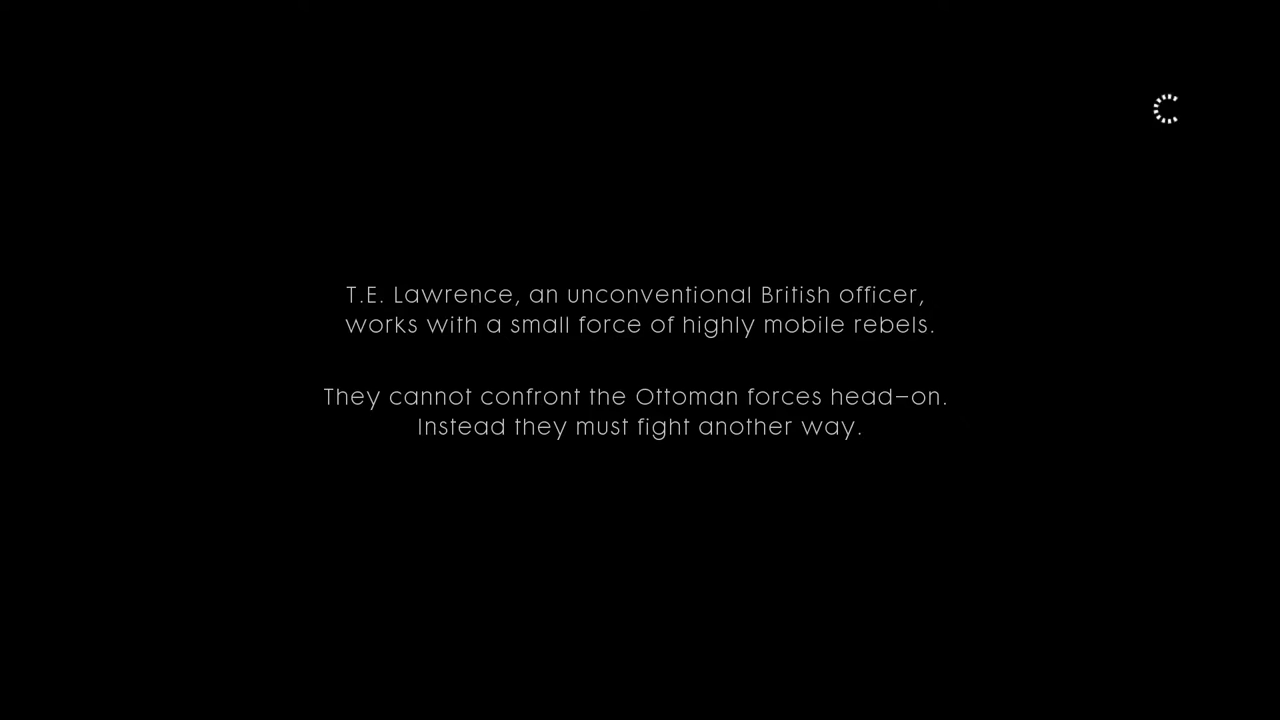 T.E. Lawrence, an unconventional British officer,
works with a small force of highly mobile rebels.
They cannot confront the Ottoman forces head-on.
Instead they must fight another way.